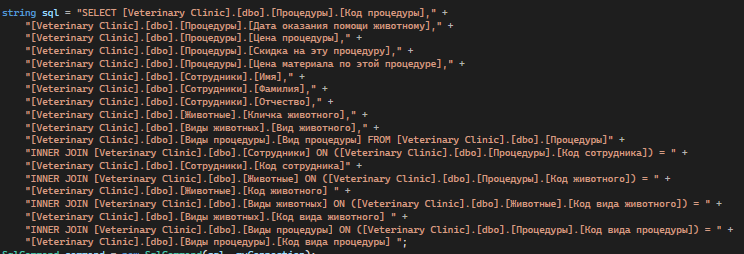 string sql = "SELECT [Veterinary Clinic].[dbo].[Процедуры].[Код процедуры]," +
"[Veterinary Clinic].[dbo].[Процедуры].[Дата оказания помощи животному]," +
"[Veterinary Clinic].[dbo].[Процедуры].[Цена процедуры]," +
"[Veterinary Clinic].[dbo].[Процедуры].[Скидка на эту процедуру]," +
"[Veterinary Clinic].[dbo].[Процедуры].[Цена материала по этой процедуре]," +
"[Veterinary Clinic].[dbo].[Сотрудники].[Имя]," +
"[Veterinary Clinic].[dbo].[Сотрудники].[Фамилия]," +
"[Veterinary Clinic].[dbo].[Сотрудники].[Отчество]," +
"[Veterinary Clinic].[dbo].[Животные].[Кличка животного]," +
"[Veterinary Clinic].[dbo].[Виды животных].[Вид животного]," +
"[Veterinary Clinic].[dbo].[Виды процедуры].[Вид процедуры] FROM [Veterinary Clinic].[dbo].[Процедуры]" +
"INNER JOIN [Veterinary Clinic].[dbo].[Сотрудники] ON ([Veterinary Clinic].[dbo].[Процедуры].[Код сотрудника]) = " +
"[Veterinary Clinic].[dbo].[Сотрудники].[Код сотрудника]" +
"INNER JOIN [Veterinary Clinic].[dbo].[Животные] ON ([Veterinary Clinic].[dbo].[Процедуры].[Код животного]) = " +
"[Veterinary Clinic].[dbo].[Животные].[Код животного] " +
"INNER JOIN [Veterinary Clinic].[dbo].[Виды животных] ON ([Veterinary Clinic].[dbo].[Животные].[Код вида животного]) = " +
"[Veterinary Clinic].[dbo].[Виды животных].[Код вида животного] " +
"INNER JOIN [Veterinary Clinic].[dbo].[Виды процедуры] ON ([Veterinary Clinic].[dbo].[Процедуры].[Код вида процедуры]) = " +
"[Veterinary Clinic].[dbo].[Виды процедуры].[Код вида процедуры] ";